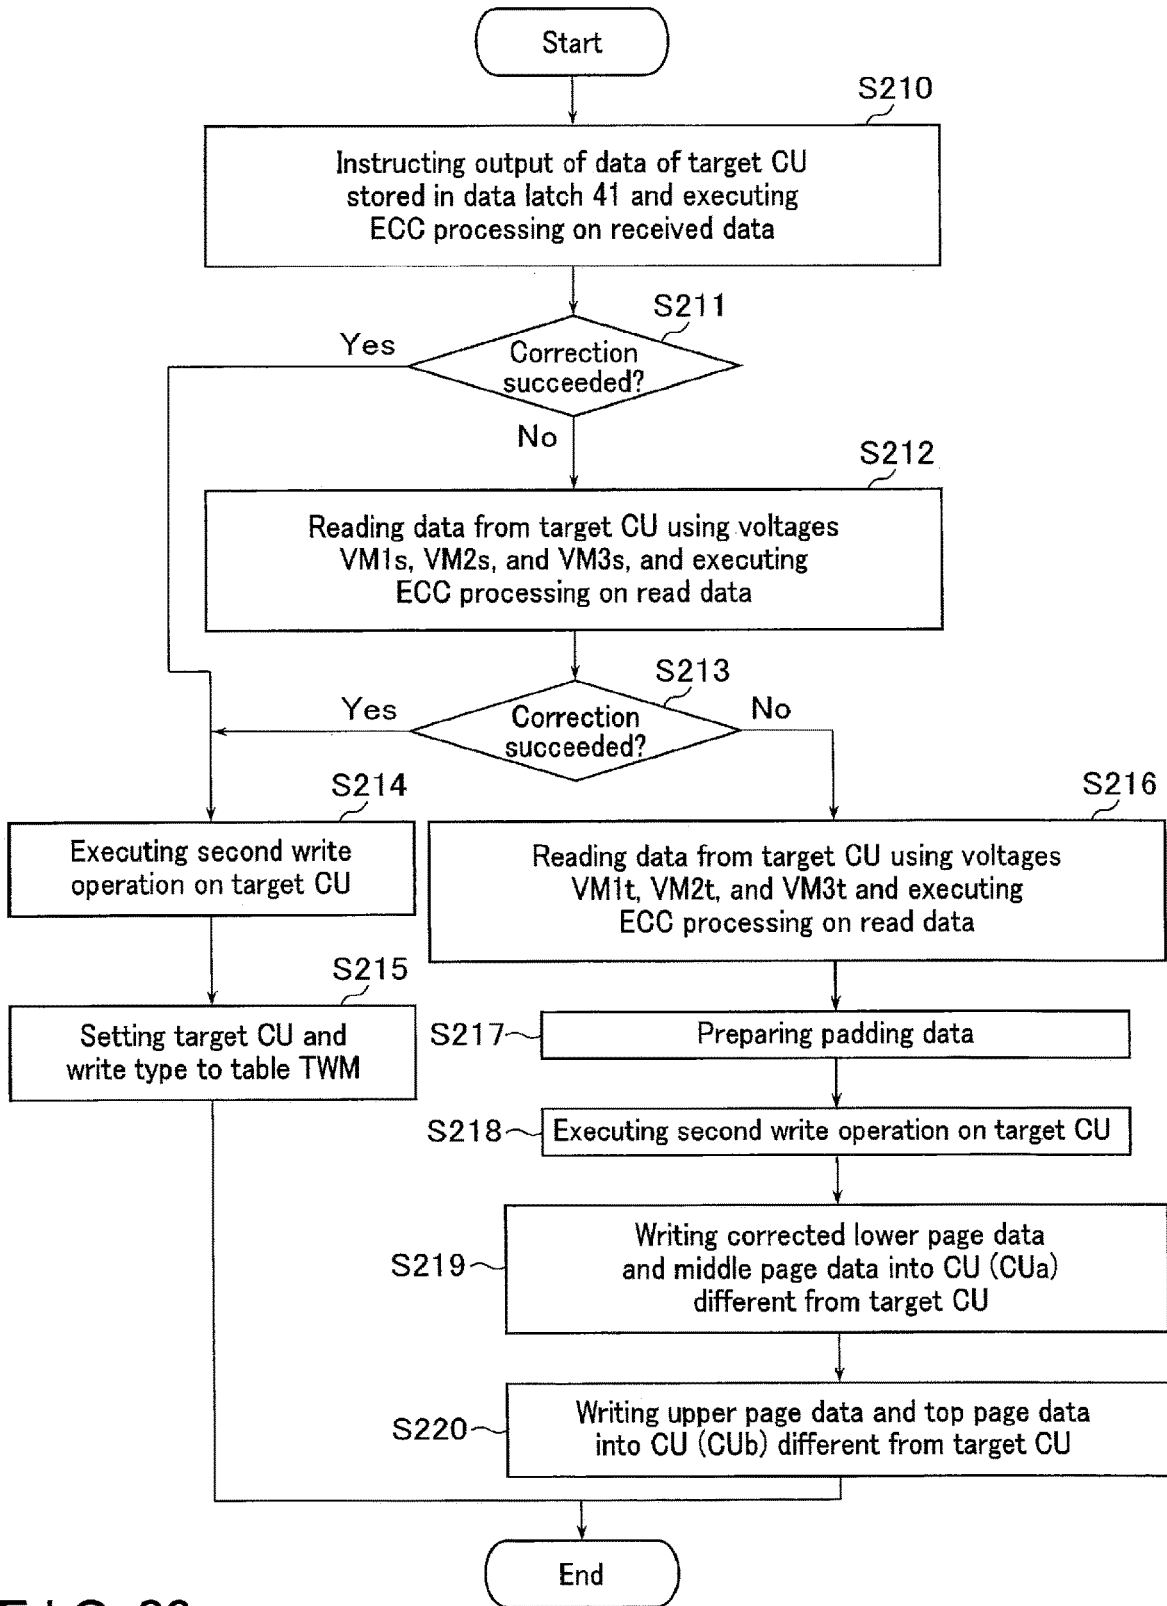 Start
S210
Instructing output of data of target CU
stored in data latch 41 and executing
ECC processing on received data
S211
Yes
Correction
succeeded?
No
S212
Reading data from target CU using voltages
VM1s, VM2s, and VM3s, and executing
ECC processing on read data
S213
Yes
No
Correction
succeeded?
S214
Executing second write
operation on target CU
S216
Reading data from target CU using voltages
VM1t, VM2t, and VM3t and executing
ECC processing on read data
S215
Setting target CU and
write type to table TWM
S217
Preparing padding data
S218
Executing second write operation on target CU
S219
Writing corrected lower page data
and middle page data into CU (CUa)
different from target CU
S220
Writing upper page data and top page data
into CU (CUb) different from target CU
End